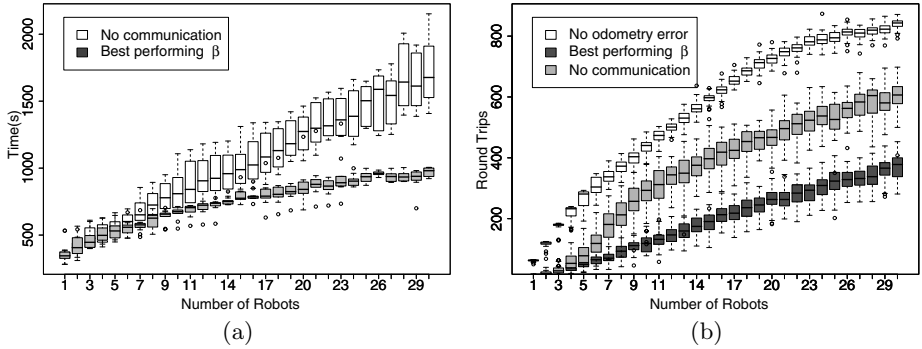 No communication
Best performing β
Time(s)
2000
1500
1000
500
1 3 5 7 9 11 14 17 20 23 26 29
Number of Robots
(a)
No odometry error
Best performing β
No communication
Round Trips
800
600
400
200
1 3 5 7 9 11 14 17 20 23 26 29
Number of Robots
(b)